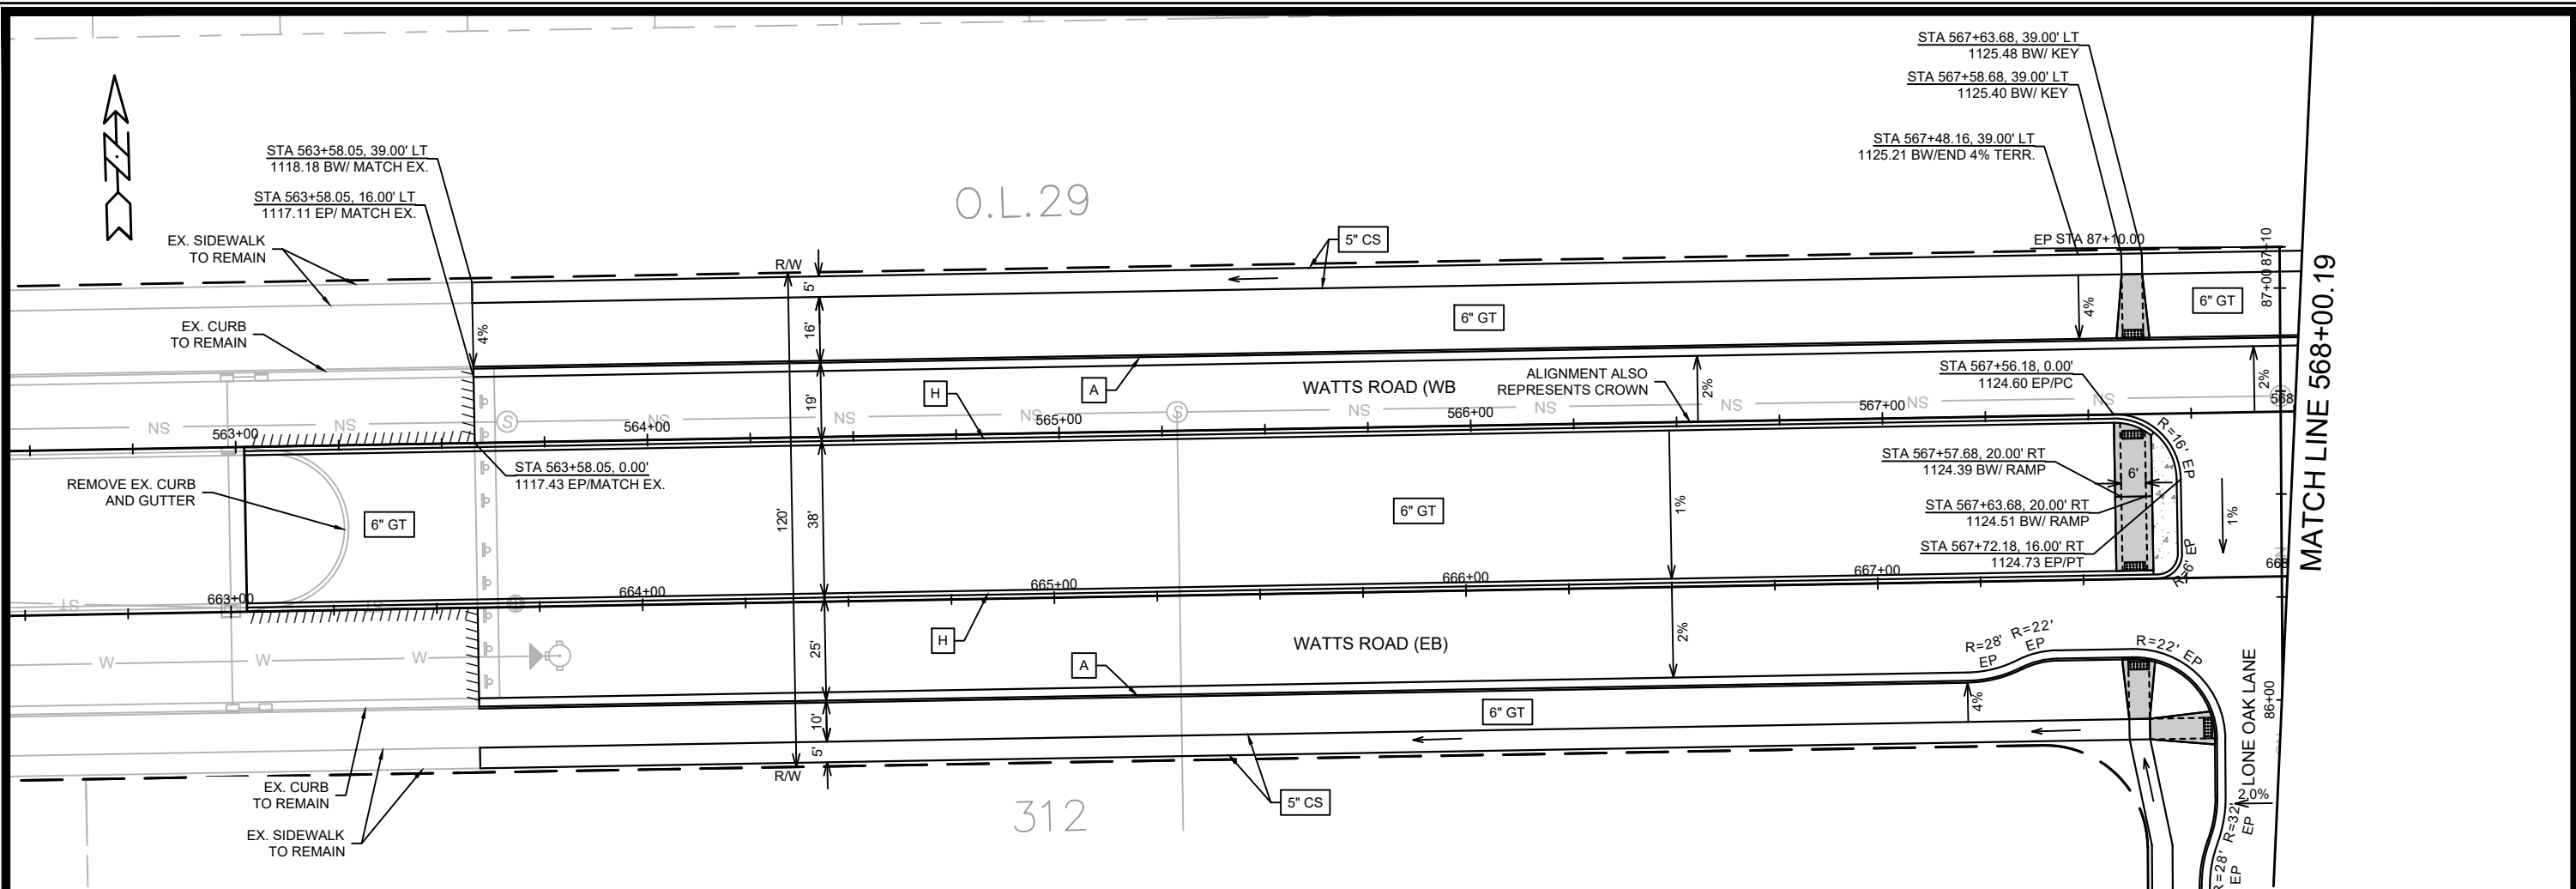 STA 567+63.68, 39.00' LT
1125.48 BW/ KEY
STA 567+58.68, 39.00' LT
1125.40 BW/ KEY
STA 567+48.16, 39.00' LT
1125.21 BW/END 4% TERR.
STA 563+58.05, 39.00' LT
1118.18 BW/ MATCH EX.
STA 563+58.05, 16.00' LT
1117.11 EP/ MATCH EX.
N
O.L.29
EX. SIDEWALK
TO REMAIN
5" CS
EP STA 87+10.00
87+10
R/W
5'
87+00
6" GT
6" GT
4%
EX. CURB
TO REMAIN
4%
16'
MATCH LINE 568+00.19
STA 567+56.18, 0.00'
1124.60 EP/PC
ALIGNMENT ALSO
REPRESENTS CROWN
WATTS ROAD (WB
2%
2%
H
A
19'
S
S
NS
NS
NS
NS
NS
NS
NS
NS
NS
NS
563+00
564+00
565+00
566+00
567+00
568
R=16' EP
STA 563+58.05, 0.00'
1117.43 EP/MATCH EX.
STA 567+57.68, 20.00' RT
1124.39 BW/ RAMP
6'
REMOVE EX. CURB
AND GUTTER
6" GT
120'
38'
6" GT
1%
STA 567+63.68, 20.00' RT
1124.51 BW/ RAMP
1%
STA 567+72.18, 16.00' RT
1124.73 EP/PT
R=6' EP
663+00
664+00
665+00
666+00
667+00
668
ST
ST
H
WATTS ROAD (EB)
2%
25'
W
W
W
A
R=28'
EP
R=22'
EP
R=22' EP
6" GT
4%
10'
5'
86+00
LONE OAK LANE
R/W
EX. CURB
TO REMAIN
5" CS
312
2.0%
EX. SIDEWALK
TO REMAIN
R=32'
EP
R=28'
EP